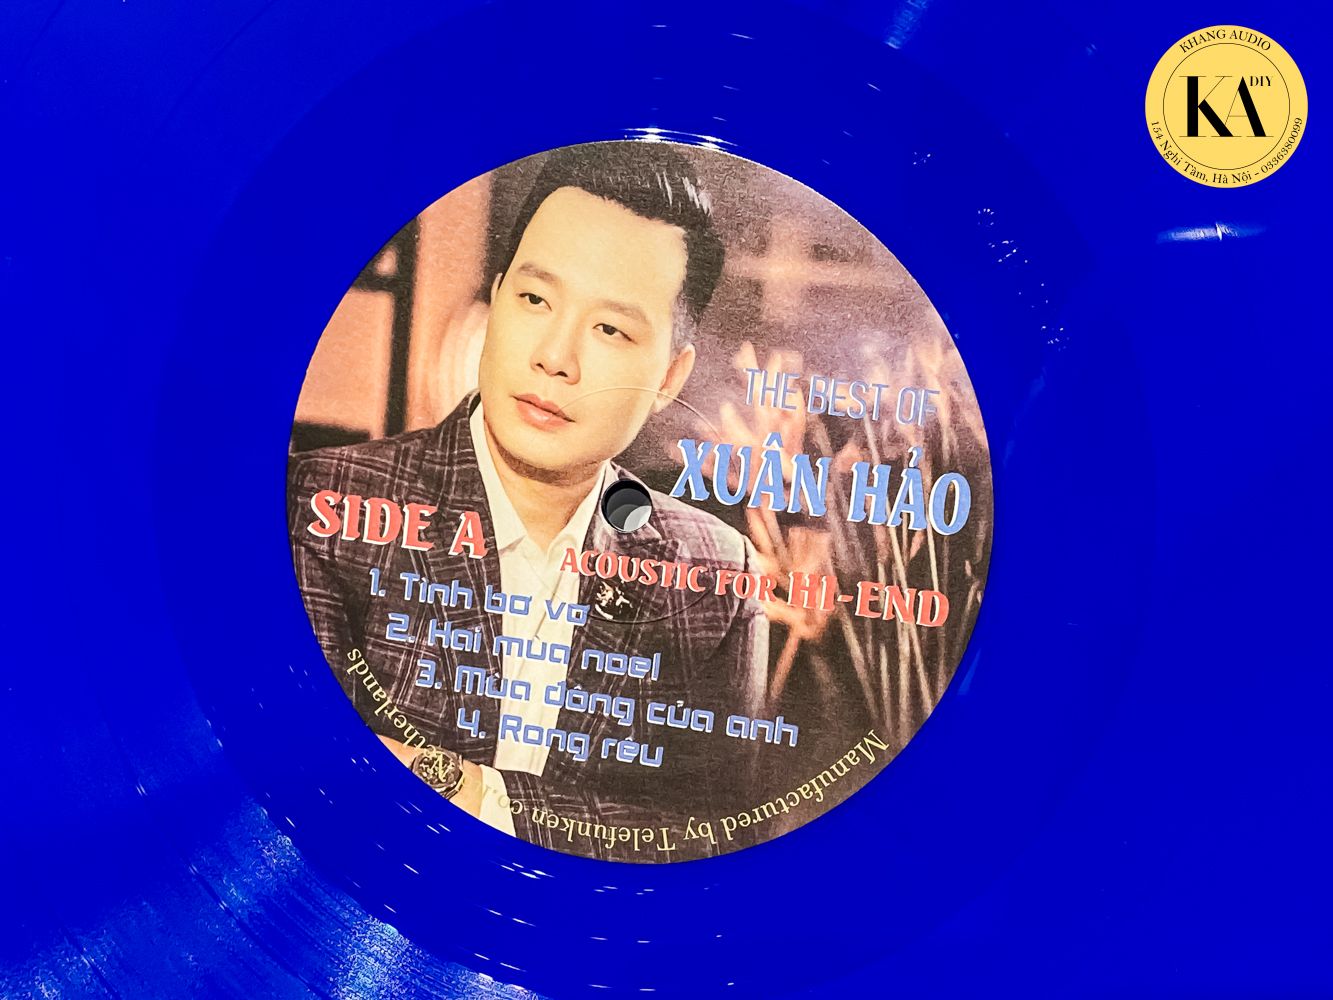 KHANG AUDIO
KA DIY
154 Nghi Tàm, Hà Nội - 0336380099
THE BEST OF
XUÂN HẢO
SIDE A
ACOUSTIC FOR HI-END
1. Tình bơ vơ
2. Hai mùa noel
3. Mùa đông của anh
4. Rong rêu
Manufactured by Telefunken co. Netherlands